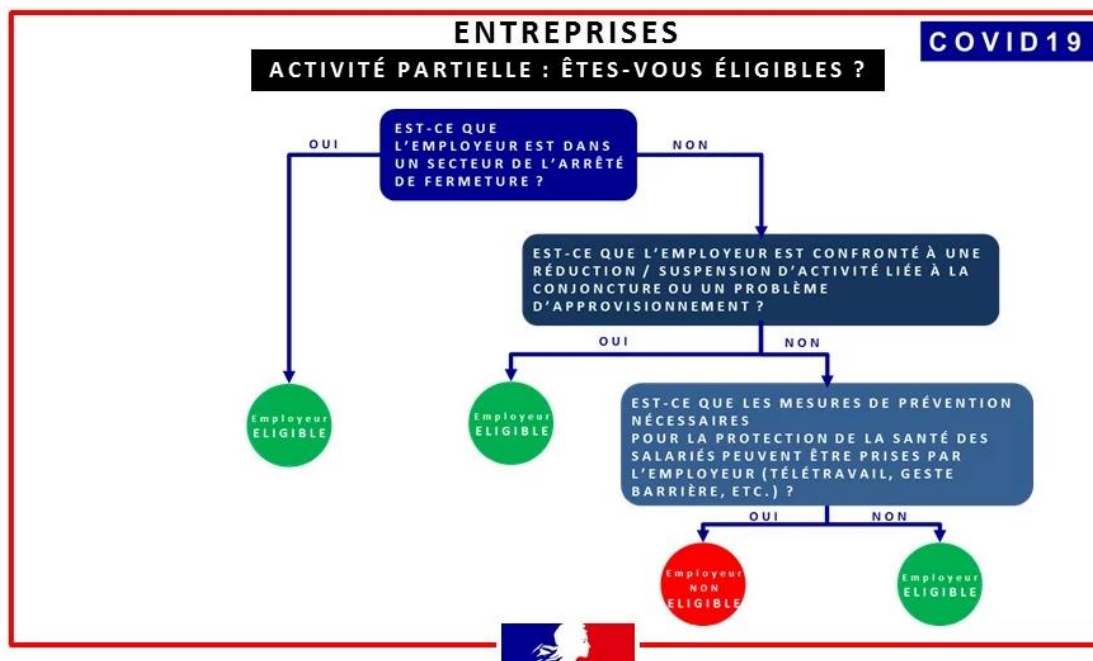 ENTREPRISES
COVID19
ACTIVITÉ PARTIELLE : ÊTES-VOUS ÉLIGIBLES ?
EST-CE QUE
L'EMPLOYEUR EST DANS
UN SECTEUR DE L'ARRÊTÉ
DE FERMETURE ?
OUI
NON
EST-CE QUE L'EMPLOYEUR EST CONFRONTÉ À UNE
RÉDUCTION / SUSPENSION D'ACTIVITÉ LIÉE À LA
CONJONCTURE OU UN PROBLÈME
D'APPROVISIONNEMENT ?
OUI
NON
Employeur
ELIGIBLE
Employeur
ELIGIBLE
EST-CE QUE LES MESURES DE PRÉVENTION
NÉCESSAIRES
POUR LA PROTECTION DE LA SANTÉ DES
SALARIÉS PEUVENT ÊTRE PRISES PAR
L'EMPLOYEUR (TÉLÉTRAVAIL, GESTE
BARRIÈRE, ETC.) ?
OUI
NON
Employeur
NON
ELIGIBLE
Employeur
ELIGIBLE